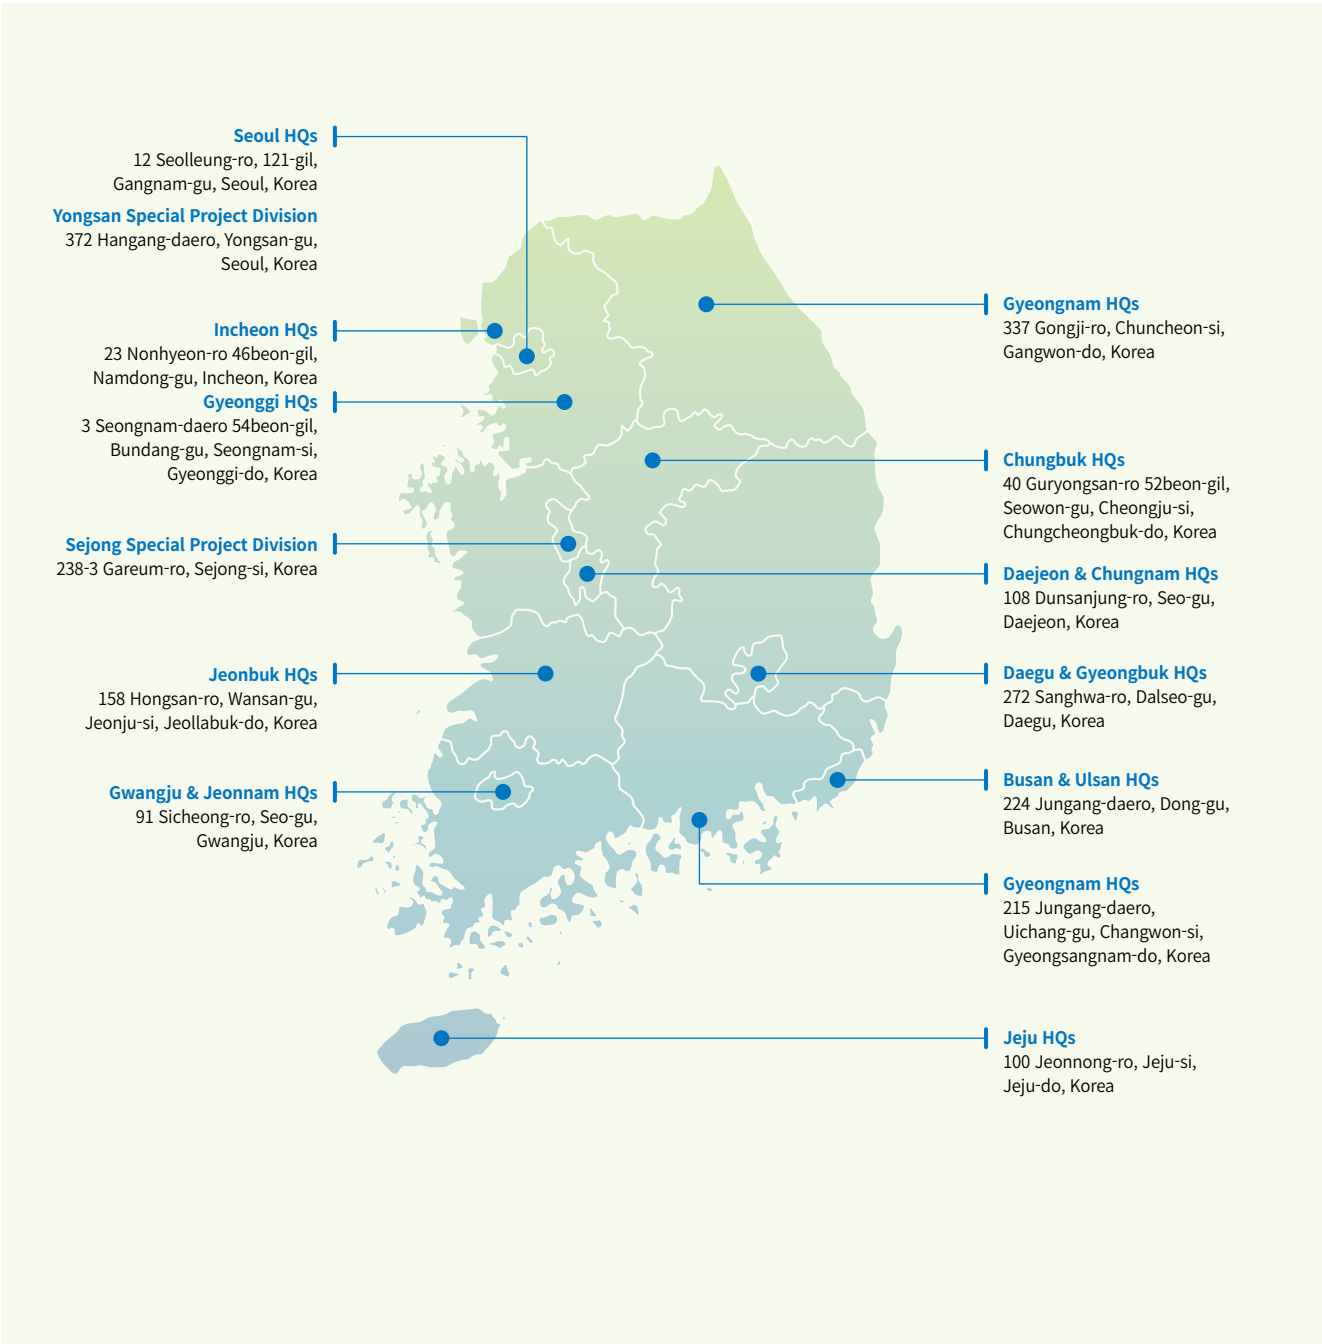 Seoul HQs
12 Seolleung-ro, 121-gil,
Gangnam-gu, Seoul, Korea
Yongsan Special Project Division
372 Hangang-daero, Yongsan-gu,
Seoul, Korea
Incheon HQs
23 Nonhyeon-ro 46beon-gil,
Namdong-gu, Incheon, Korea
Gyeonggi HQs
3 Seongnam-daero 54beon-gil,
Bundang-gu, Seongnam-si,
Gyeonggi-do, Korea
Sejong Special Project Division
238-3 Gareum-ro, Sejong-si, Korea
Jeonbuk HQs
158 Hongsan-ro, Wansan-gu,
Jeonju-si, Jeollabuk-do, Korea
Gwangju & Jeonnam HQs
91 Sicheong-ro, Seo-gu,
Gwangju, Korea
Gyeongnam HQs
337 Gongji-ro, Chuncheon-si,
Gangwon-do, Korea
Chungbuk HQs
40 Guryongsan-ro 52beon-gil,
Seowon-gu, Cheongju-si,
Chungcheongbuk-do, Korea
Daejeon & Chungnam HQs
108 Dunsanjung-ro, Seo-gu,
Daejeon, Korea
Daegu & Gyeongbuk HQs
272 Sanghwa-ro, Dalseo-gu,
Daegu, Korea
Busan & Ulsan HQs
224 Jungang-daero, Dong-gu,
Busan, Korea
Gyeongnam HQs
215 Jungang-daero,
Uichang-gu, Changwon-si,
Gyeongsangnam-do, Korea
Jeju HQs
100 Jeonnong-ro, Jeju-si,
Jeju-do, Korea